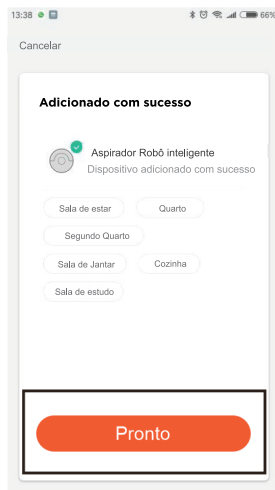 13:38 66%
Cancelar
Adicionado com sucesso
Aspirador Robô inteligente
Dispositivo adicionado com sucesso
Sala de estar Quarto
Segundo Quarto
Sala de Jantar Cozinha
Sala de estudo
Pronto